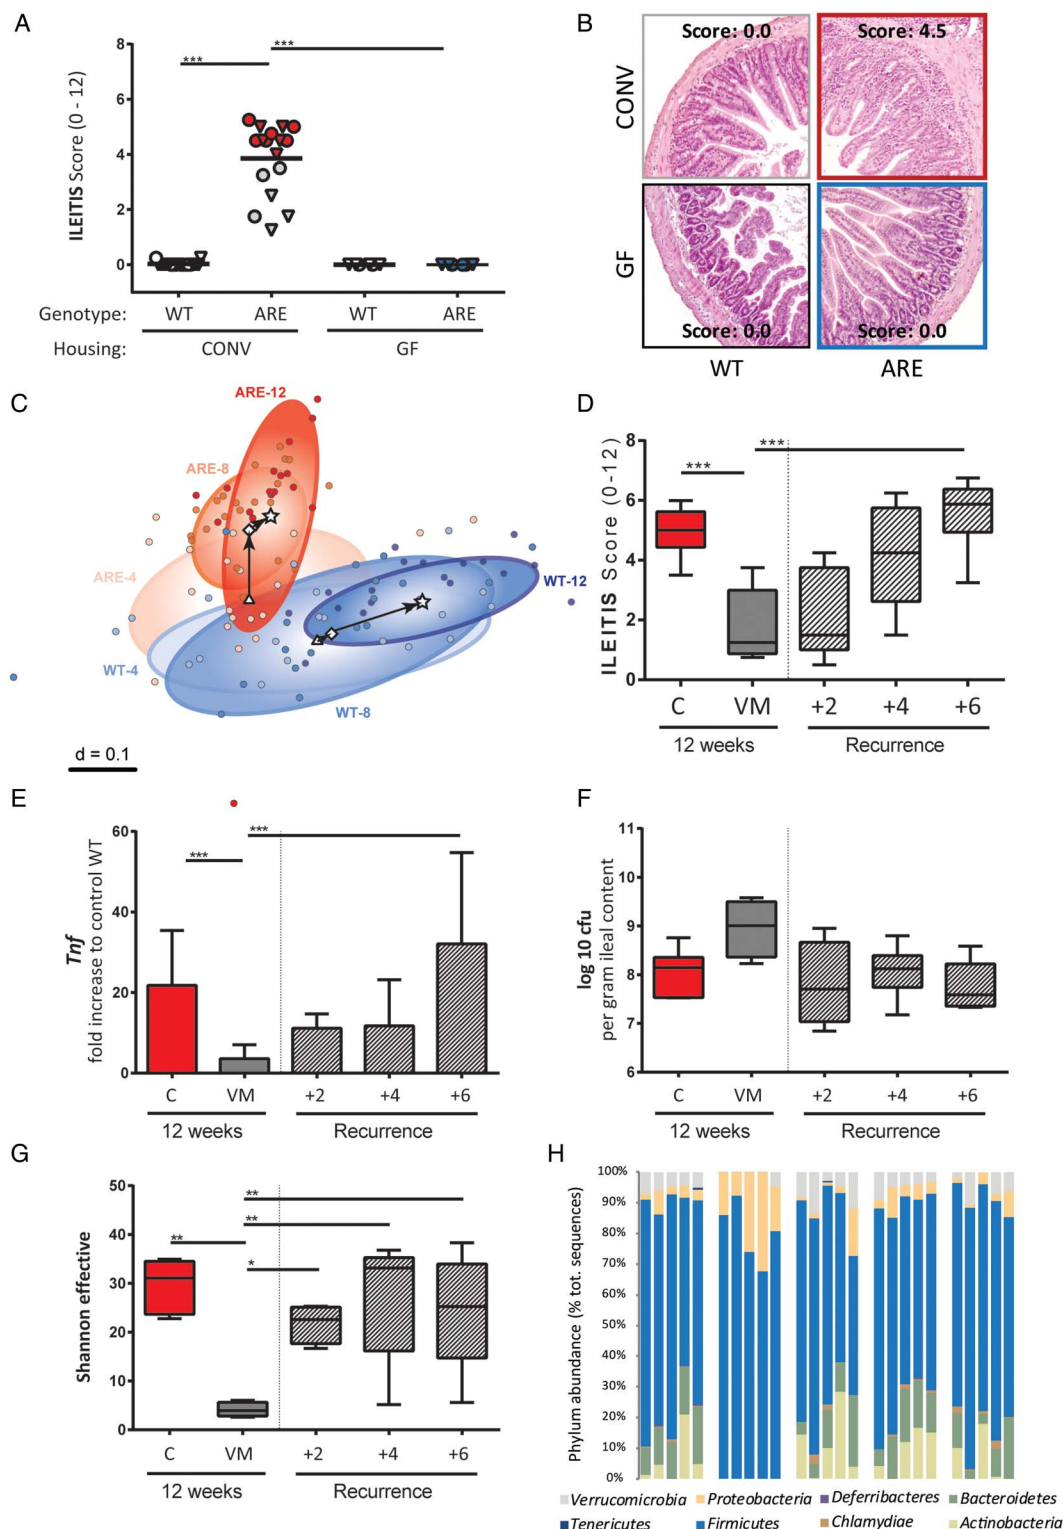 A
ILEITIS Score (0 - 12)
8
6
4
2
0
***
***
Genotype: WT ARE WT ARE
Housing: CONV GF
B
CONV
GF
Score: 0.0 Score: 4.5
Score: 0.0 Score: 0.0
WT ARE
C
ARE-12
ARE-8
ARE-4
WT-12
WT-4
WT-8
d = 0.1
D
ILEITIS Score (0-12)
8
6
4
2
0
***
***
C VM +2 +4 +6
12 weeks Recurrence
E
Tnf
fold increase to control WT
60
40
20
0
***
***
C VM +2 +4 +6
12 weeks Recurrence
F
log 10 cfu
per gram ileal content
11
10
9
8
7
6
C VM +2 +4 +6
12 weeks Recurrence
G
Shannon effective
50
40
30
20
10
0
**
**
**
*
C VM +2 +4 +6
12 weeks Recurrence
H
Phylum abundance (% tot. sequences)
100%
90%
80%
70%
60%
50%
40%
30%
20%
10%
0%
Verrucomicrobia Proteobacteria Deferribacteres Bacteroidetes
Tenericutes Firmicutes Chlamydiae Actinobacteria